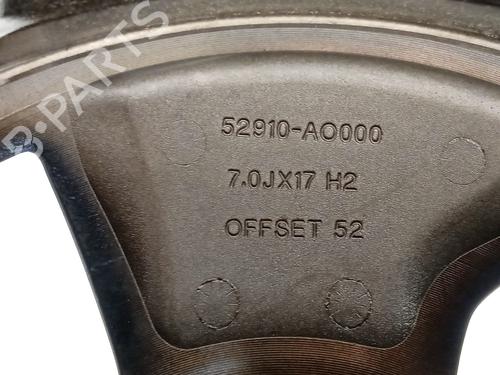 B-PARTS
52910-AO000
7.0JX17 H2
OFFSET 52